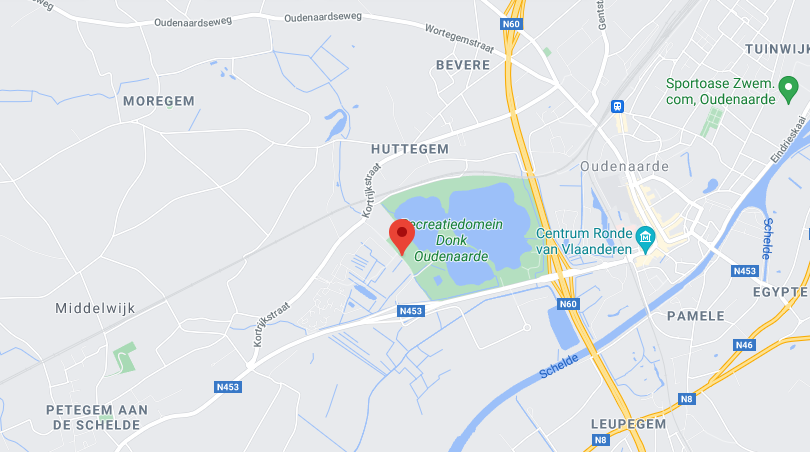 Oudenaardseweg
Oudenaardseweg
Wortegemstraat
N60
Gentst
TUINWIJK
BEVERE
MOREGEM
Sportoase Zwem.
com, Oudenaarde
Eindrieskaai
HUTTEGEM
Kortrijkstraat
Oudenaarde
Recreatiedomein
Donk
Oudenaarde
Centrum Ronde
van Vlaanderen
Schelde
N453
EGYPTE
Middelwijk
Kortrijkstraat
N453
N60
PAMELE
N46
Schelde
N453
N8
PETEGEM AAN
DE SCHELDE
LEUPEGEM
N8